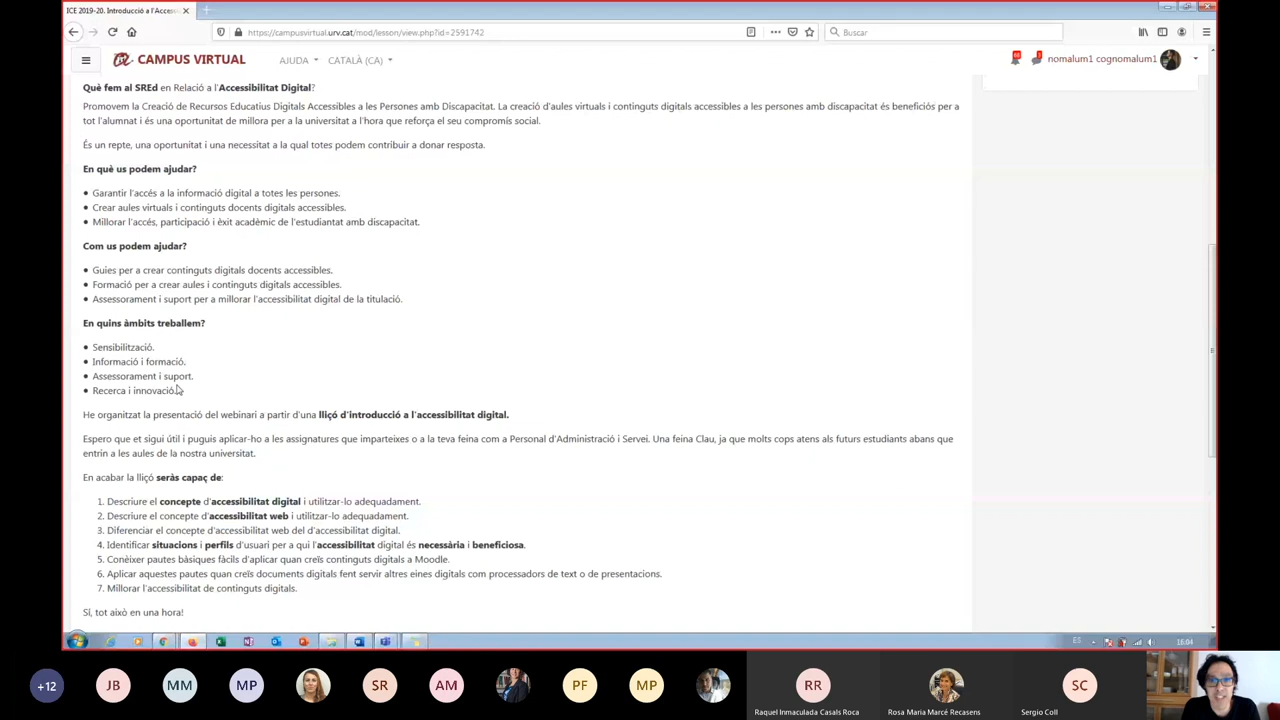 ICE 2019-20. Introducció a l'Acces
https://campusvirtual.urv.cat/mod/lesson/view.php?id=2591742
Buscar
CAMPUS VIRTUAL
AJUDA
CATALÀ (CA)
nomalum1 cognomalum1
Què fem al SREd en Relació a l'Accessibilitat Digital?
Promovem la Creació de Recursos Educatius Digitals Accessibles a les Persones amb Discapacitat. La creació d'aules virtuals i continguts digitals accessibles a les persones amb discapacitat és beneficiós per a
tot l'alumnat i és una oportunitat de millora per a la universitat a l'hora que reforça el seu compromís social.
És un repte, una oportunitat i una necessitat a la qual totes podem contribuir a donar resposta.
En què us podem ajudar?
• Garantir l'accés a la informació digital a totes les persones.
• Crear aules virtuals i continguts docents digitals accessibles.
• Millorar l'accés, participació i èxit acadèmic de l'estudiantat amb discapacitat.
Com us podem ajudar?
• Guies per a crear continguts digitals docents accessibles.
• Formació per a crear aules i continguts digitals accessibles.
• Assessorament i suport per a millorar l'accessibilitat digital de la titulació.
En quins àmbits treballem?
• Sensibilització.
• Informació i formació.
• Assessorament i suport.
• Recerca i innovació.
He organitzat la presentació del webinari a partir d'una lliçó d'introducció a l'accessibilitat digital.
Espero que et sigui útil i puguis aplicar-ho a les assignatures que imparteixes o a la teva feina com a Personal d'Administració i Servei. Una feina Clau, ja que molts cops atens als futurs estudiants abans que
entrin a les aules de la nostra universitat.
En acabar la lliçó seràs capaç de:
1. Descriure el concepte d'accessibilitat digital i utilitzar-lo adequadament.
2. Descriure el concepte d'accessibilitat web i utilitzar-lo adequadament.
3. Diferenciar el concepte d'accessibilitat web del d'accessibilitat digital.
4. Identificar situacions i perfils d'usuari per a qui l'accessibilitat digital és necessària i beneficiosa.
5. Conèixer pautes bàsiques fàcils d'aplicar quan creïs continguts digitals a Moodle.
6. Aplicar aquestes pautes quan creïs documents digitals fent servir altres eines digitals com processadors de text o de presentacions.
7. Millorar l'accessibilitat de continguts digitals.
Sí, tot això en una hora!
ES
16:04
+12
JB
MM
MP
SR
AM
PF
MP
RR
SC
Raquel Inmaculada Casals Roca
Rosa Maria Marcé Recasens
Sergio Coll